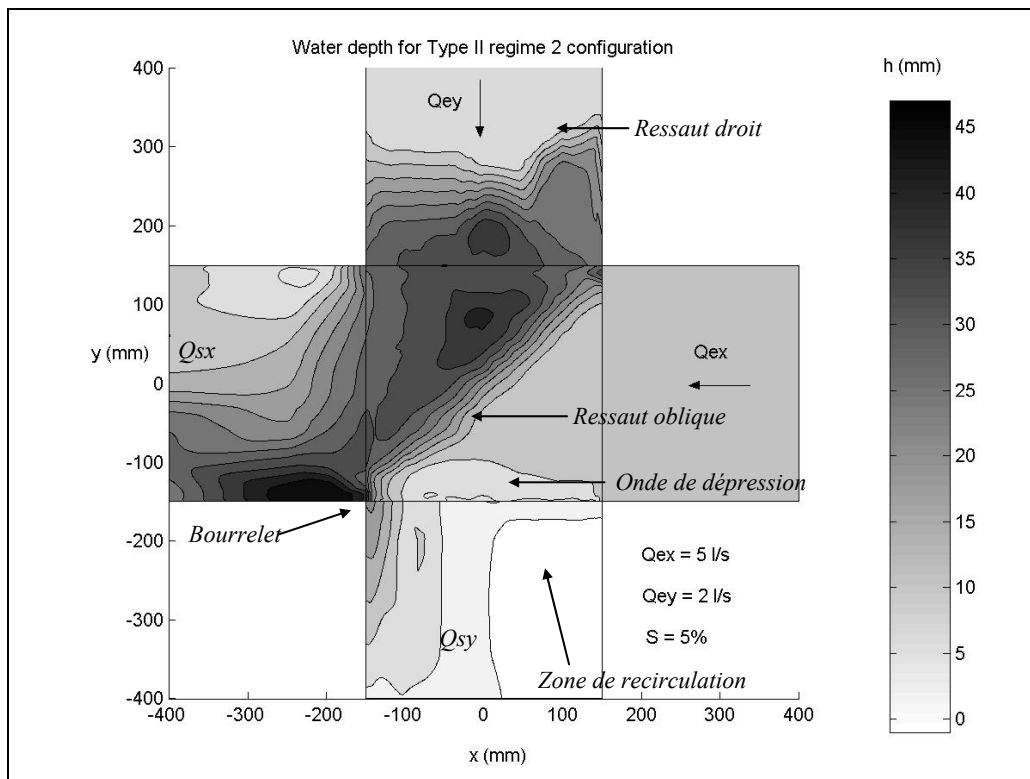 Water depth for Type II regime 2 configuration
h (mm)
400
300
200
100
0
-100
-200
-300
-400
y (mm)
-400
-300
-200
-100
0
100
200
300
400
x (mm)
Qey
Ressaut droit
Qsx
Qex
Ressaut oblique
Onde de dépression
Bourrelet
Qex = 5 l/s
Qey = 2 l/s
S = 5%
Qsy
Zone de recirculation
45
40
35
30
25
20
15
10
5
0